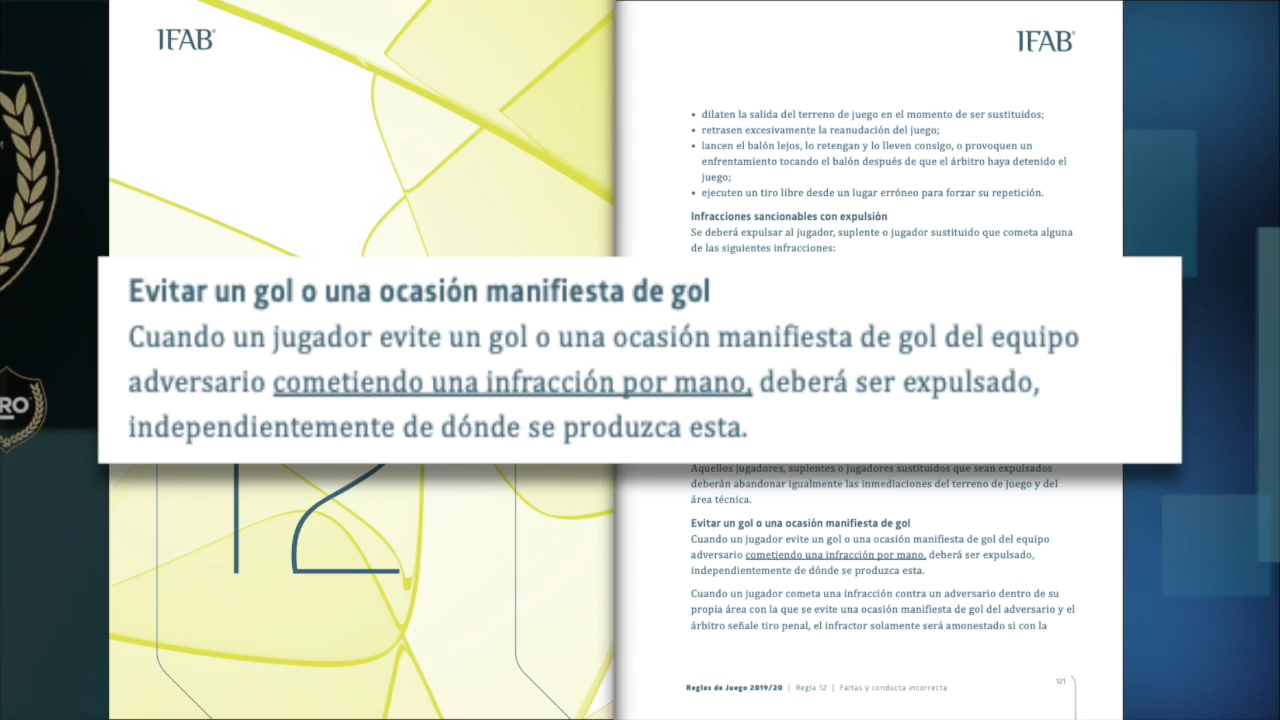 IFAB
IFAB
• dilaten la salida del terreno de juego en el momento de ser sustituidos;
• retrasen excesivamente la reanudación del juego;
• lancen el balón lejos, lo retengan y lo lleven consigo, o provoquen un
enfrentamiento tocando el balón después de que el árbitro haya detenido el
juego;
• ejecuten un tiro libre desde un lugar erróneo para forzar su repetición.
Infracciones sancionables con expulsión
Se deberá expulsar al jugador, suplente o jugador sustituido que cometa alguna
de las siguientes infracciones:
Evitar un gol o una ocasión manifiesta de gol
Cuando un jugador evite un gol o una ocasión manifiesta de gol del equipo
adversario cometiendo una infracción por mano, deberá ser expulsado,
independientemente de dónde se produzca esta.
RO
12
Aquellos jugadores, suplentes o jugadores sustituidos que sean expulsados
deberán abandonar igualmente las inmediaciones del terreno de juego y del
área técnica.
Evitar un gol o una ocasión manifiesta de gol
Cuando un jugador evite un gol o una ocasión manifiesta de gol del equipo
adversario cometiendo una infracción por mano, deberá ser expulsado,
independientemente de dónde se produzca esta.
Cuando un jugador cometa una infracción contra un adversario dentro de su
propia área con la que se evite una ocasión manifiesta de gol del adversario y el
árbitro señale tiro penal, el infractor solamente será amonestado si con la
Reglas de Juego 2019/20 | Regla 12 | Faltas y conducta incorrecta
121